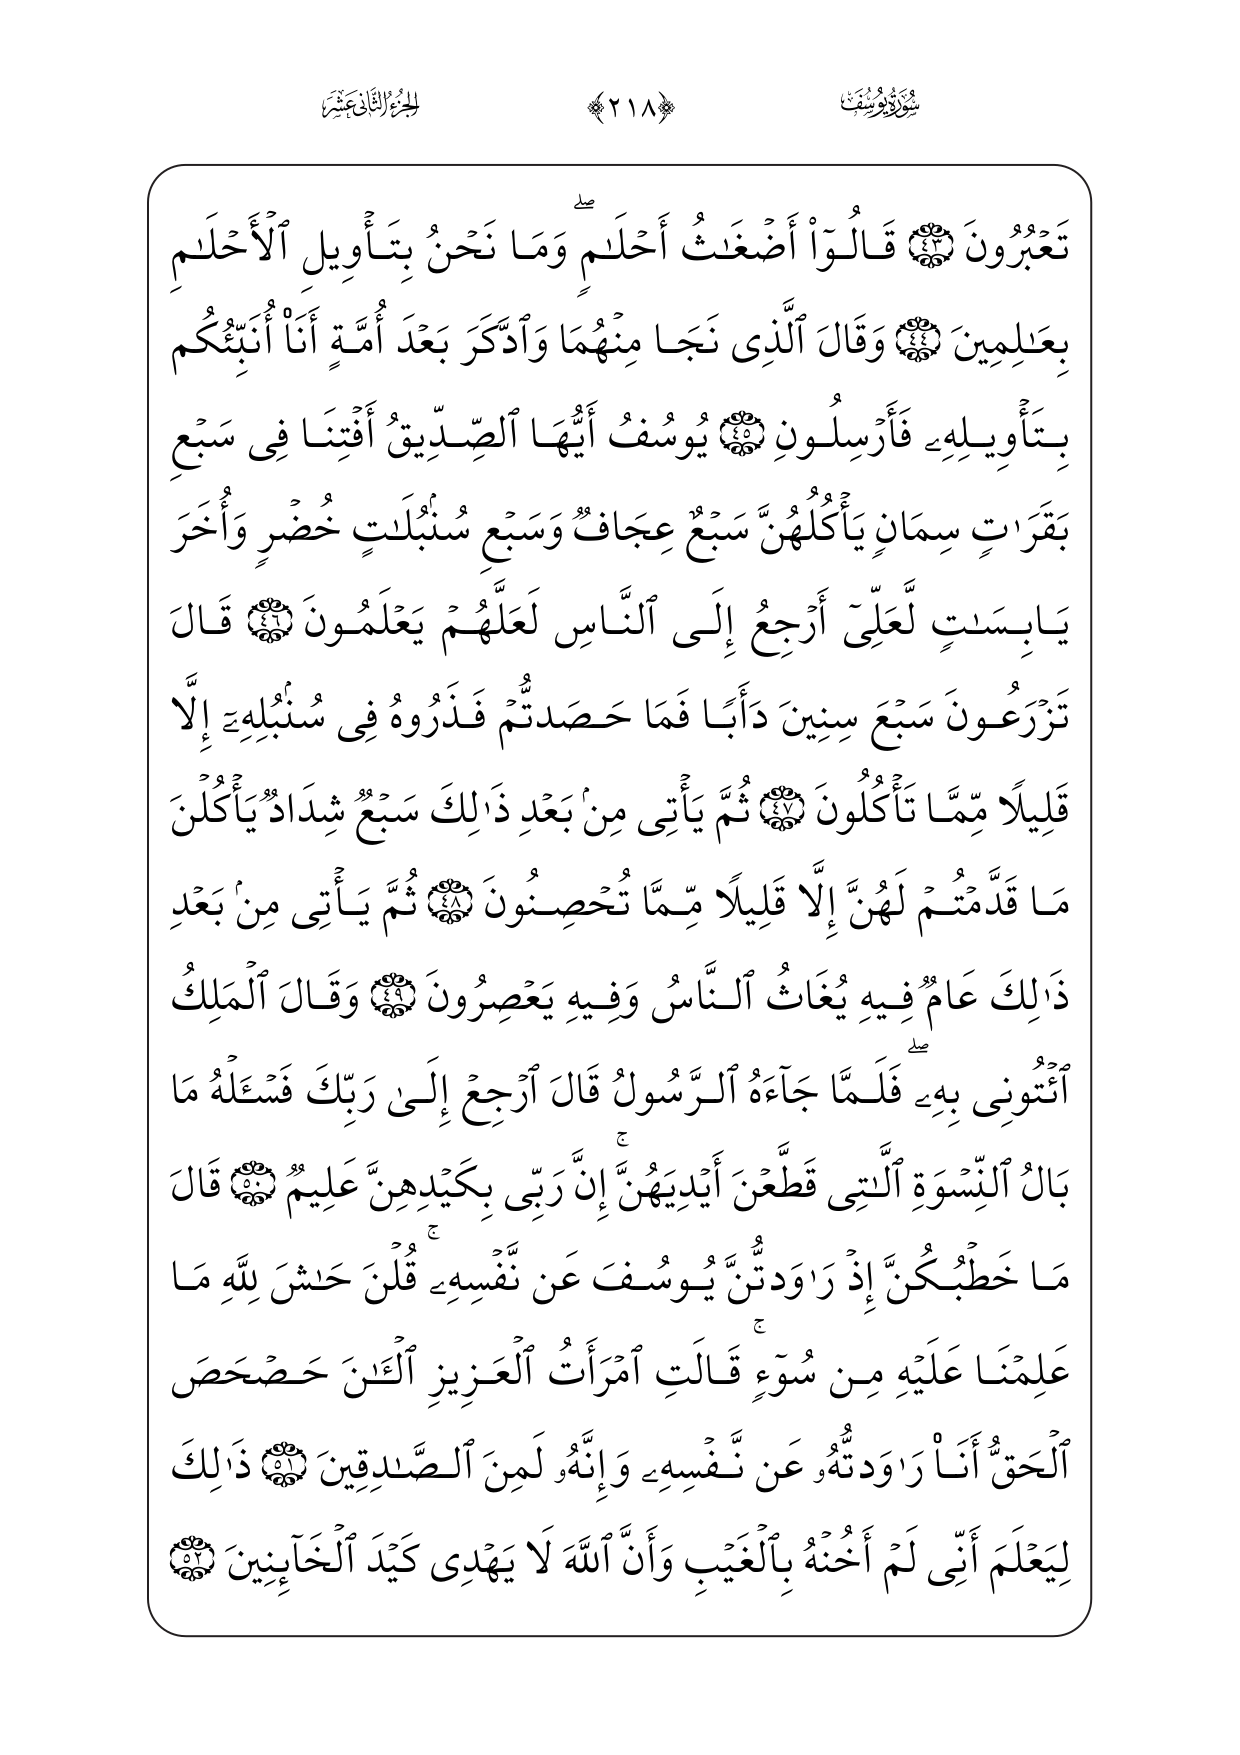 سُورَةُ يُوسُفَ ﴿٢١٨﴾ الجُزءُ الثَّانِي عَشَرَ
تَعۡبُرُونَ ٤٣ قَالُوٓاْ أَضۡغَٰثُ أَحۡلَٰمٖۖ وَمَا نَحۡنُ بِتَأۡوِيلِ ٱلۡأَحۡلَٰمِ
بِعَٰلِمِينَ ٤٤ وَقَالَ ٱلَّذِي نَجَا مِنۡهُمَا وَٱدَّكَرَ بَعۡدَ أُمَّةٍ أَنَا۠ أُنَبِّئُكُم
بِتَأۡوِيلِهِۦ فَأَرۡسِلُونِ ٤٥ يُوسُفُ أَيُّهَا ٱلصِّدِّيقُ أَفۡتِنَا فِي سَبۡعِ
بَقَرَٰتٖ سِمَانٖ يَأۡكُلُهُنَّ سَبۡعٌ عِجَافٞ وَسَبۡعِ سُنۢبُلَٰتٍ خُضۡرٖ وَأُخَرَ
يَابِسَٰتٖ لَّعَلِّيٓ أَرۡجِعُ إِلَى ٱلنَّاسِ لَعَلَّهُمۡ يَعۡلَمُونَ ٤٦ قَالَ
تَزۡرَعُونَ سَبۡعَ سِنِينَ دَأَبٗا فَمَا حَصَدتُّمۡ فَذَرُوهُ فِي سُنۢبُلِهِۦٓ إِلَّا
قَلِيلٗا مِّمَّا تَأۡكُلُونَ ٤٧ ثُمَّ يَأۡتِي مِنۢ بَعۡدِ ذَٰلِكَ سَبۡعٞ شِدَادٞ يَأۡكُلۡنَ
مَا قَدَّمۡتُمۡ لَهُنَّ إِلَّا قَلِيلٗا مِّمَّا تُحۡصِنُونَ ٤٨ ثُمَّ يَأۡتِي مِنۢ بَعۡدِ
ذَٰلِكَ عَامٞ فِيهِ يُغَاثُ ٱلنَّاسُ وَفِيهِ يَعۡصِرُونَ ٤٩ وَقَالَ ٱلۡمَلِكُ
ٱئۡتُونِي بِهِۦۖ فَلَمَّا جَآءَهُ ٱلرَّسُولُ قَالَ ٱرۡجِعۡ إِلَىٰ رَبِّكَ فَسۡـَٔلۡهُ مَا
بَالُ ٱلنِّسۡوَةِ ٱلَّٰتِي قَطَّعۡنَ أَيۡدِيَهُنَّۚ إِنَّ رَبِّي بِكَيۡدِهِنَّ عَلِيمٞ ٥٠ قَالَ
مَا خَطۡبُكُنَّ إِذۡ رَٰوَدتُّنَّ يُوسُفَ عَن نَّفۡسِهِۦۚ قُلۡنَ حَٰشَ لِلَّهِ مَا
عَلِمۡنَا عَلَيۡهِ مِن سُوٓءٖۚ قَالَتِ ٱمۡرَأَتُ ٱلۡعَزِيزِ ٱلۡـَٰٔنَ حَصۡحَصَ
ٱلۡحَقُّ أَنَا۠ رَٰوَدتُّهُۥ عَن نَّفۡسِهِۦ وَإِنَّهُۥ لَمِنَ ٱلصَّٰدِقِينَ ٥١ ذَٰلِكَ
لِيَعۡلَمَ أَنِّي لَمۡ أَخُنۡهُ بِٱلۡغَيۡبِ وَأَنَّ ٱللَّهَ لَا يَهۡدِي كَيۡدَ ٱلۡخَآئِنِينَ ٥٢